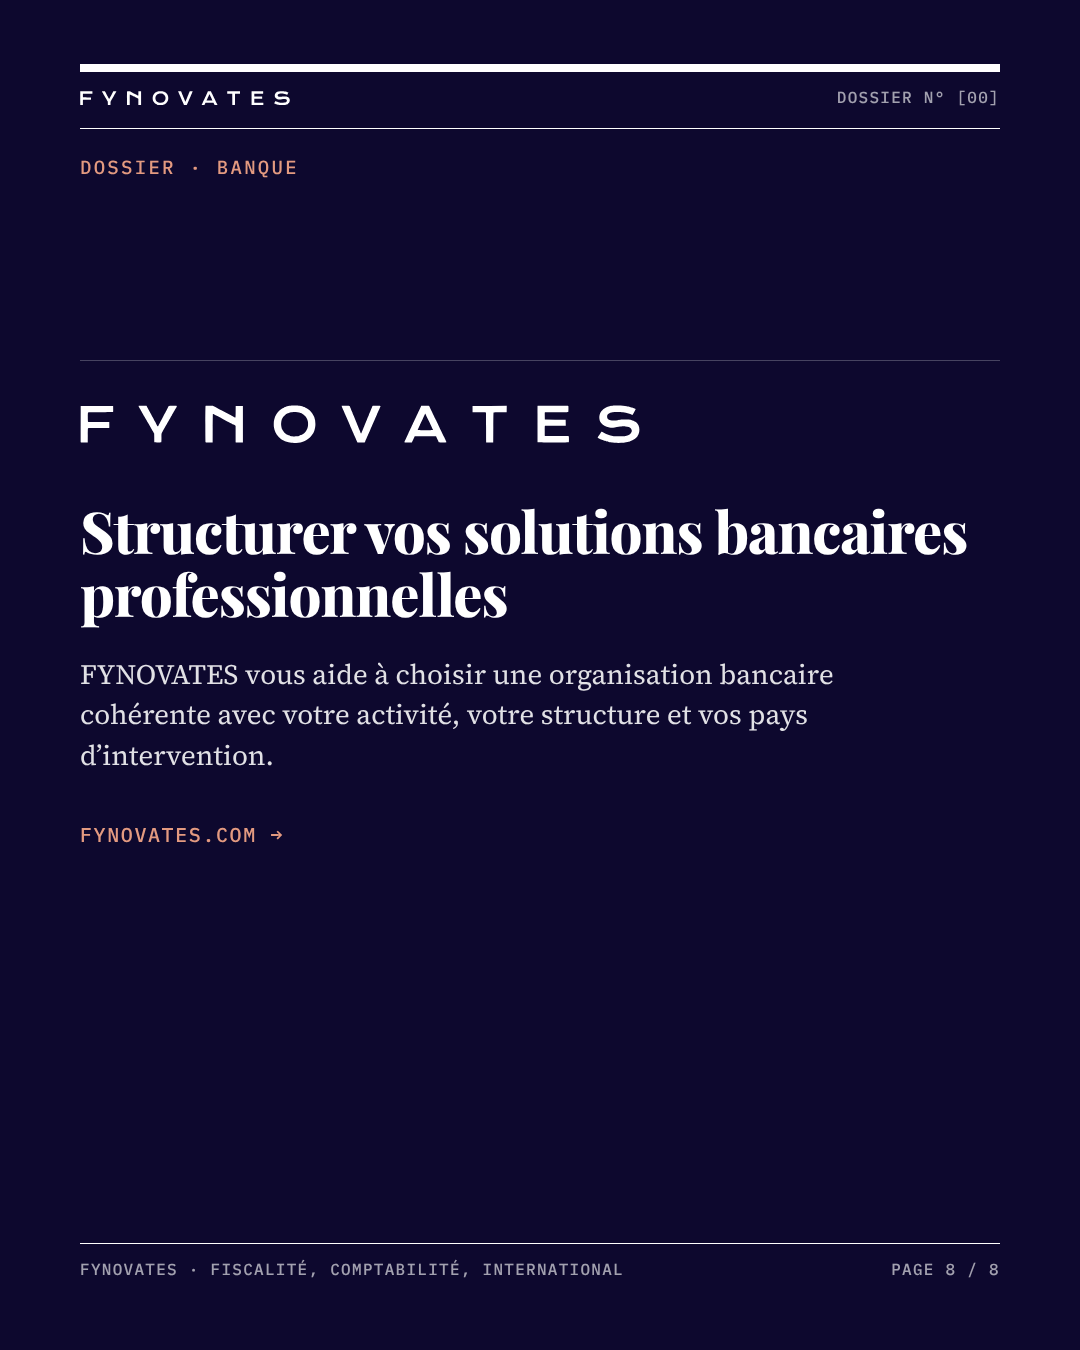 FYNOVATES
DOSSIER N° [00]
DOSSIER · BANQUE
FYNOVATES
Structurer vos solutions bancaires
professionnelles
FYNOVATES vous aide à choisir une organisation bancaire
cohérente avec votre activité, votre structure et vos pays
d’intervention.
FYNOVATES.COM →
FYNOVATES · FISCALITÉ, COMPTABILITÉ, INTERNATIONAL
PAGE 8 / 8